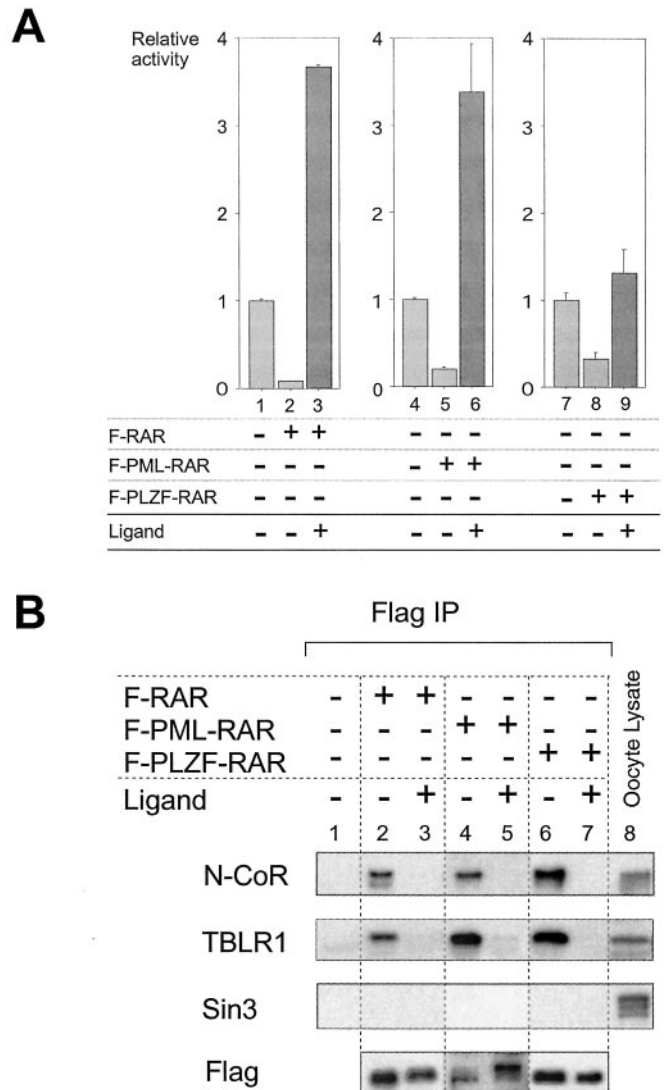 A
Relative activity
4 4 4
3 3 3
2 2 2
1 1 1
0 0 0
1 2 3 4 5 6 7 8 9
F-RAR - + + - - - - - -
F-PML-RAR - - - - + + - - -
F-PLZF-RAR - - - - - - - + +
Ligand - - + - - + - - +
B
Flag IP
F-RAR - + + - - - -
F-PML-RAR - - - + + - -
F-PLZF-RAR - - - - - + +
Ligand - - + - + - +
Oocyte Lysate
1 2 3 4 5 6 7 8
N-CoR
TBLR1
Sin3
Flag